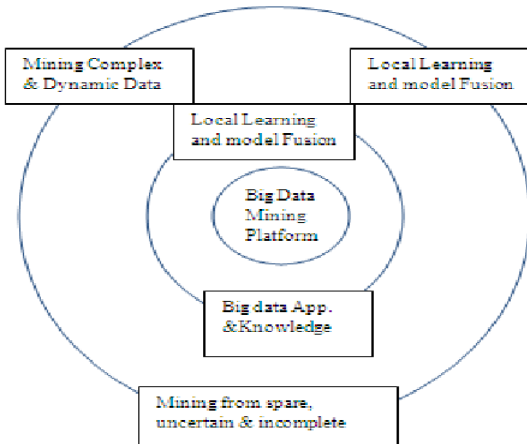 Mining Complex
& Dynamic Data
Local Learning
and model Fusion
Local Learning
and model Fusion
Big Data
Mining
Platform
Big data App.
&Knowledge
Mining from spare,
uncertain & incomplete